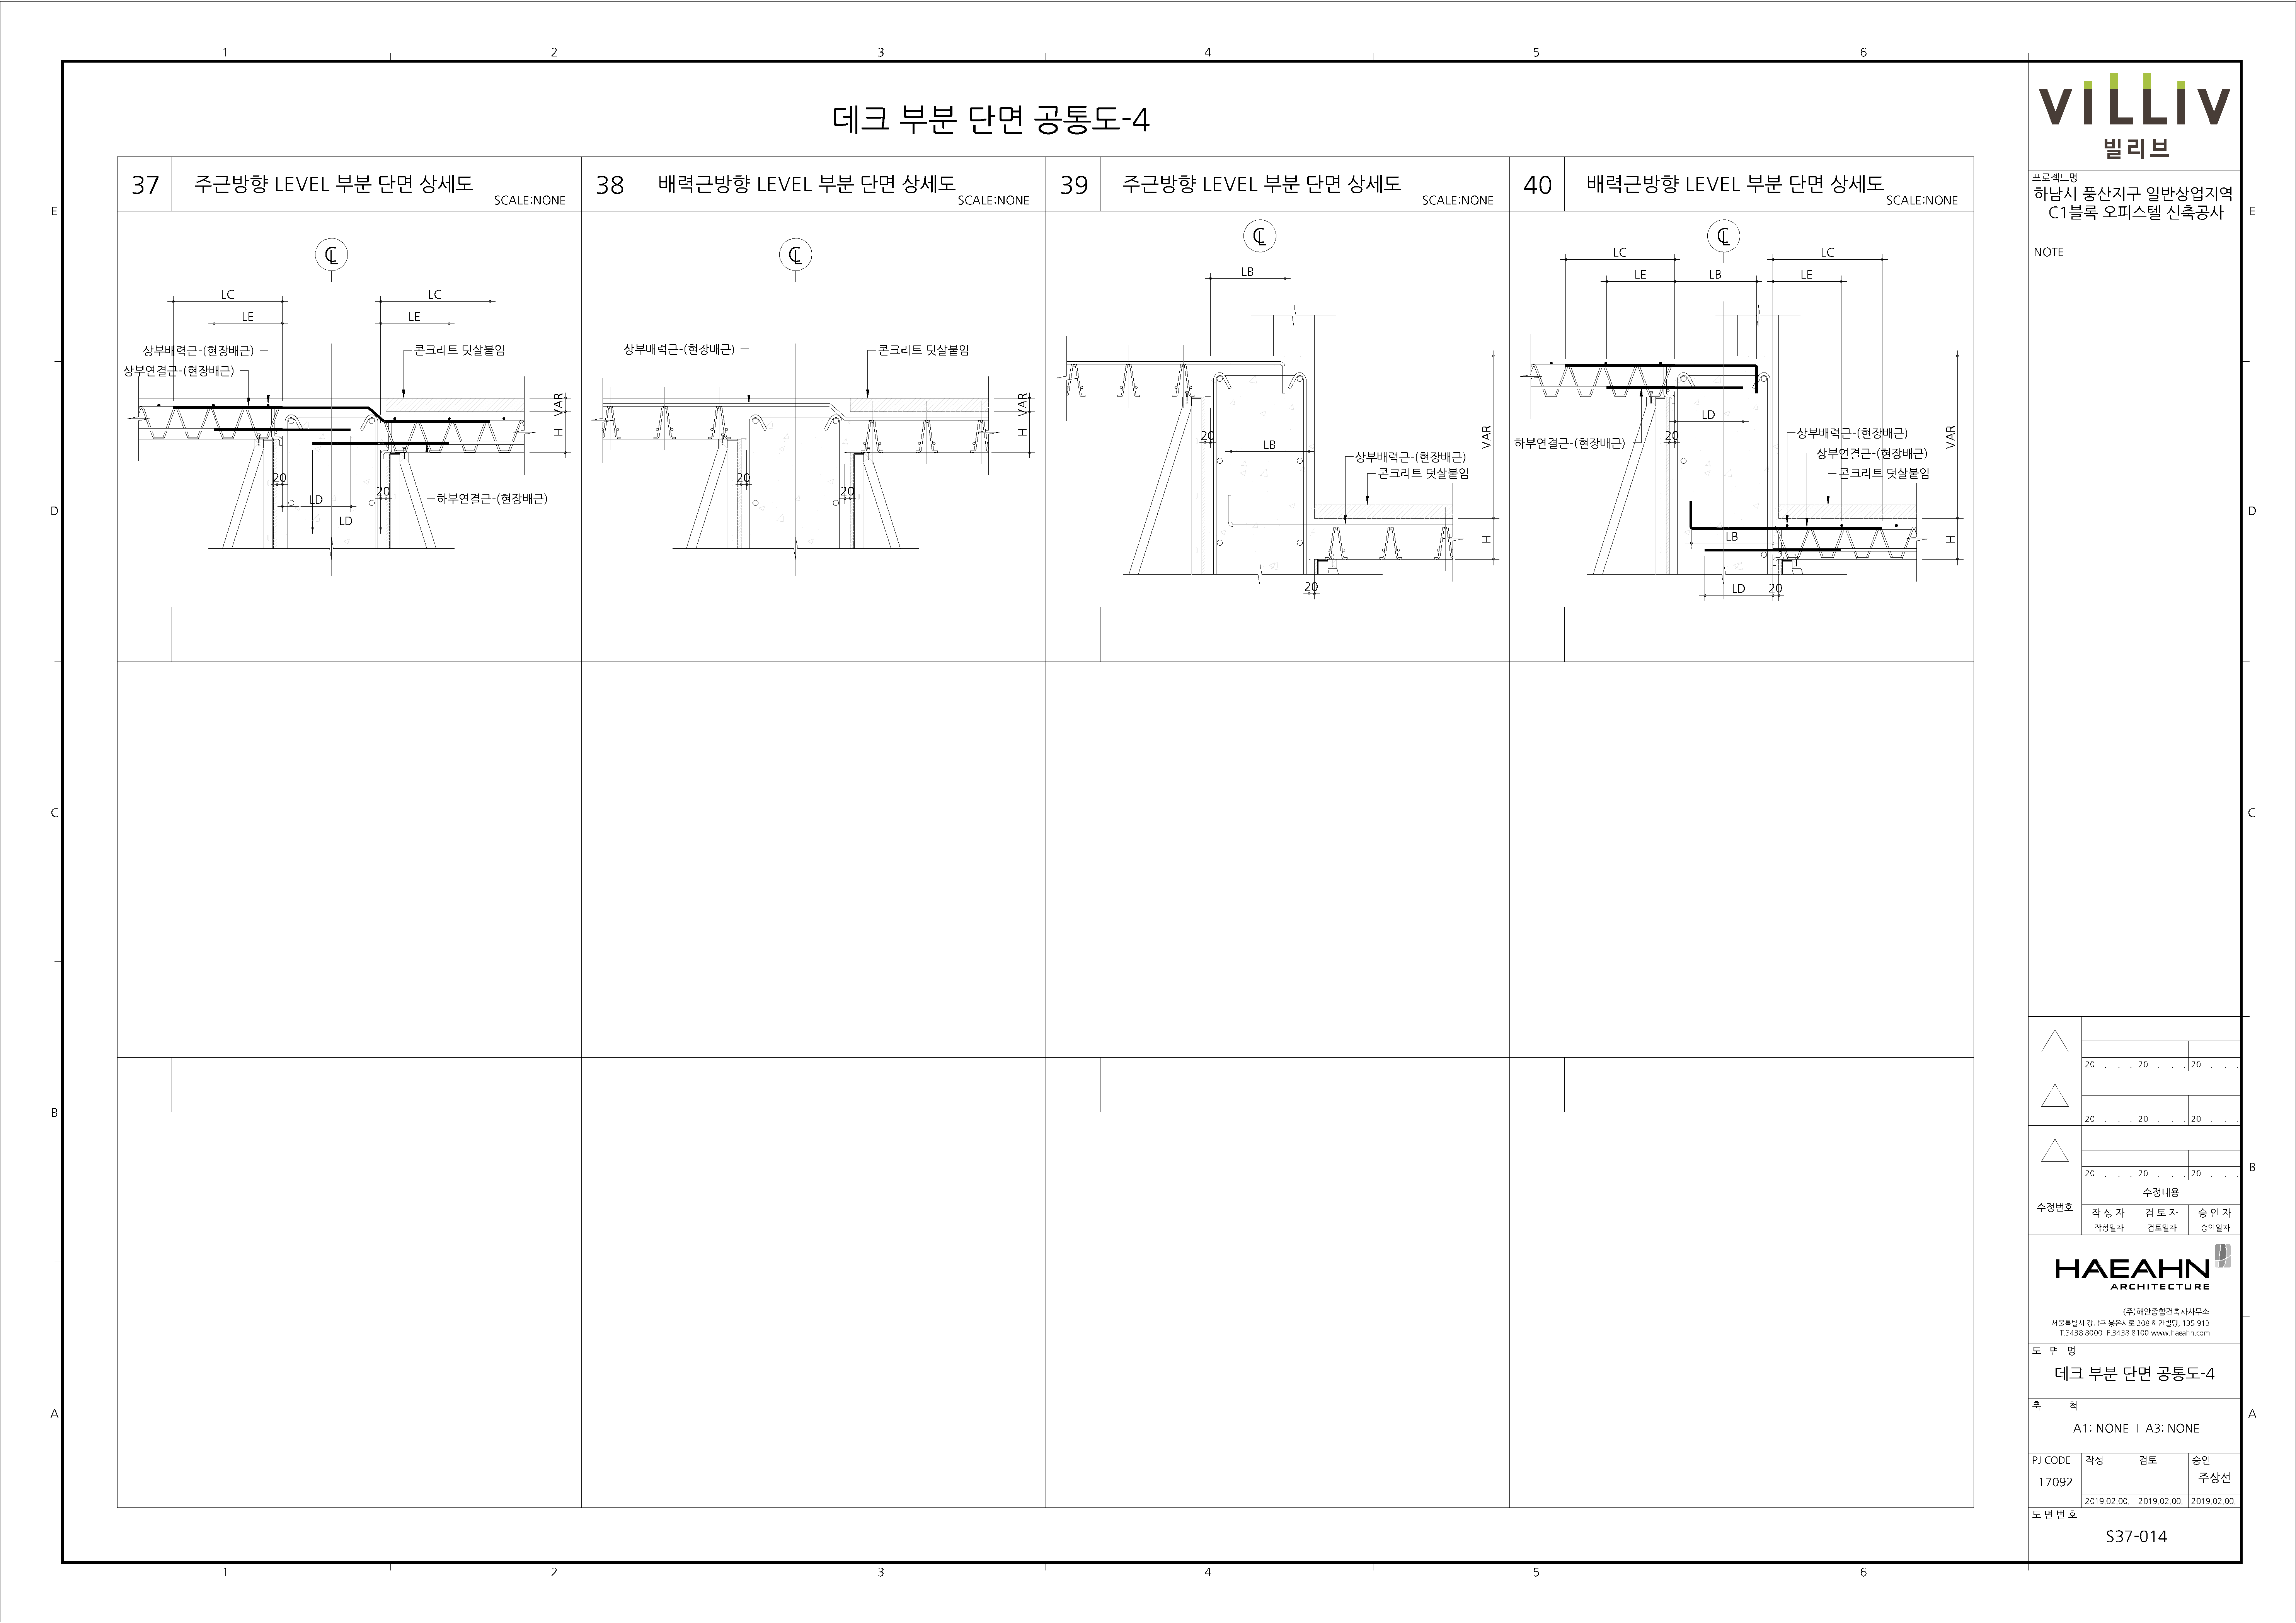 1 2 3 4 5 6
데크 부분 단면 공통도-4
37 주근방향 LEVEL 부분 단면 상세도 SCALE:NONE
38 배력근방향 LEVEL 부분 단면 상세도 SCALE:NONE
39 주근방향 LEVEL 부분 단면 상세도 SCALE:NONE
40 배력근방향 LEVEL 부분 단면 상세도 SCALE:NONE
LC LC
LE LE
상부배력근-(현장배근)
콘크리트 덧살붙임
상부연결근-(현장배근)
VAR
H
20
LD
20
LD
하부연결근-(현장배근)
상부배력근-(현장배근)
콘크리트 덧살붙임
VAR
H
20
20
LB
20
LB
VAR
상부배력근-(현장배근)
콘크리트 덧살붙임
H
20
LC LC
LE LB LE
LD
20
하부연결근-(현장배근)
상부배력근-(현장배근)
VAR
상부연결근-(현장배근)
콘크리트 덧살붙임
LB
H
LD 20
E
D
C
B
A
E
D
C
B
A
1 2 3 4 5 6
VILLIV
빌리브
프로젝트명
하남시 풍산지구 일반상업지역
C1블록 오피스텔 신축공사
NOTE
20 . . . 20 . . . 20 . . .
20 . . . 20 . . . 20 . . .
20 . . . 20 . . . 20 . . .
수정번호
수정내용
작 성 자 검 토 자 승 인 자
작성일자 검토일자 승인일자
HAEAHN
ARCHITECTURE
(주)해안종합건축사사무소
서울특별시 강남구 봉은사로 208 해안빌딩, 135-913
T.3438 8000 F.3438 8100 www.haeahn.com
도 면 명
데크 부분 단면 공통도-4
축 척
A1: NONE I A3: NONE
PJ CODE 작성 검토 승인
17092 주상선
2019.02.00. 2019.02.00. 2019.02.00.
도 면 번 호
S37-014